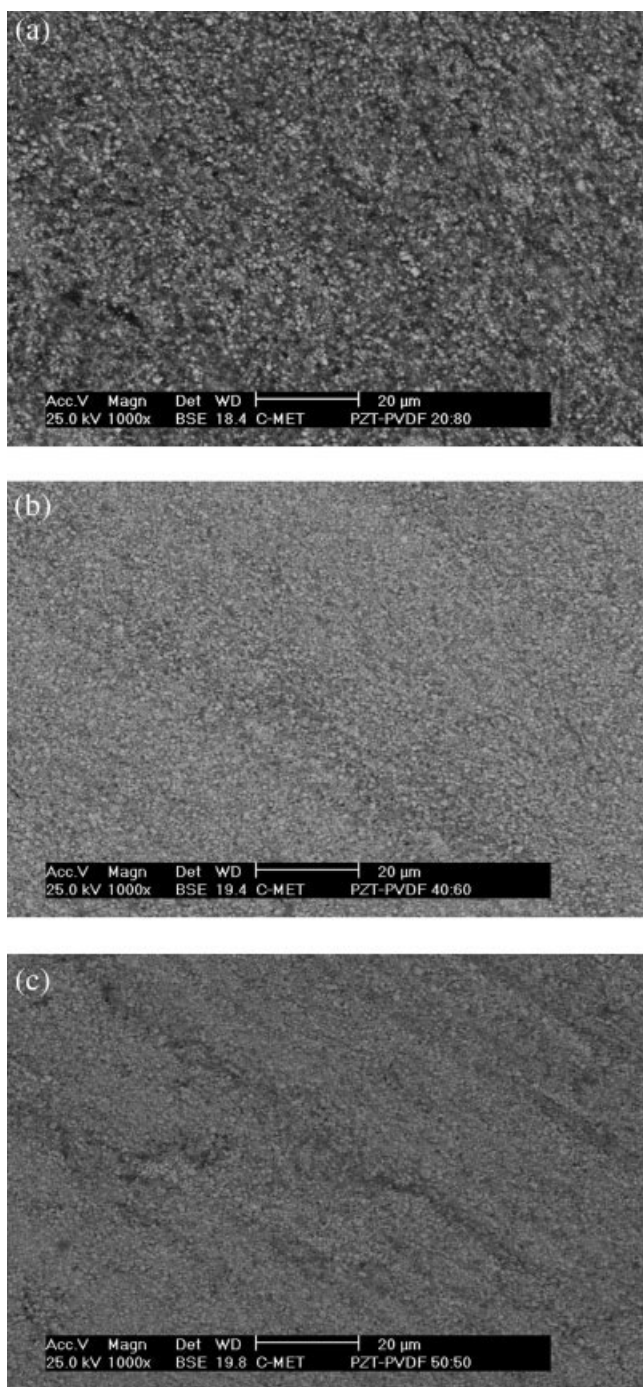 (a)
Acc.V Magn Det WD 20 µm
25.0 kV 1000x BSE 18.4 C-MET PZT-PVDF 20:80
(b)
Acc.V Magn Det WD 20 µm
25.0 kV 1000x BSE 19.4 C-MET PZT-PVDF 40:60
(c)
Acc.V Magn Det WD 20 µm
25.0 kV 1000x BSE 19.8 C-MET PZT-PVDF 50:50